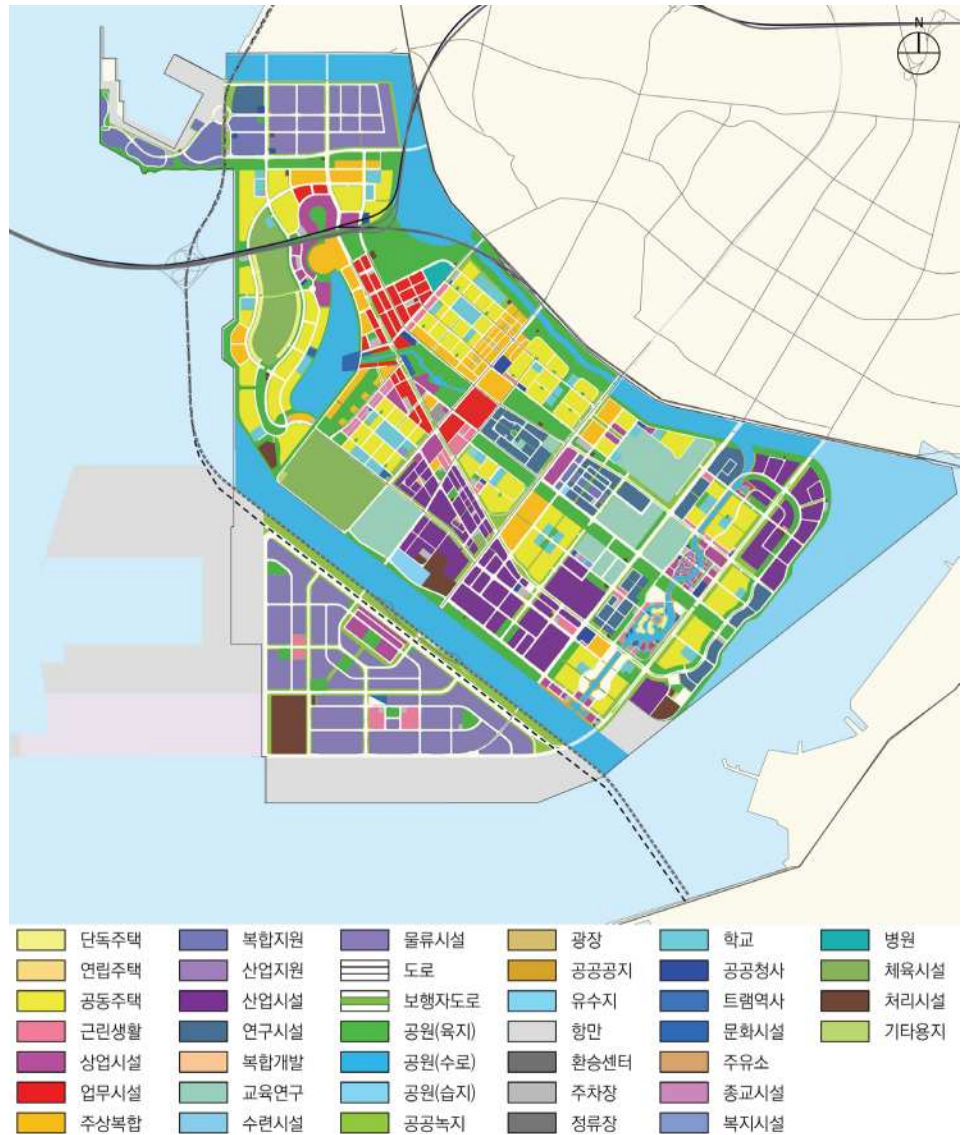 N
단독주택 복합지원 물류시설 광장 학교 병원
연립주택 산업지원 도로 공공공지 공공청사 체육시설
공동주택 산업시설 보행자도로 유수지 트램역사 처리시설
근린생활 연구시설 공원(육지) 항만 문화시설 기타용지
상업시설 복합개발 공원(수로) 환승센터 주유소
업무시설 교육연구 공원(습지) 주차장 종교시설
주상복합 수련시설 공공녹지 정류장 복지시설